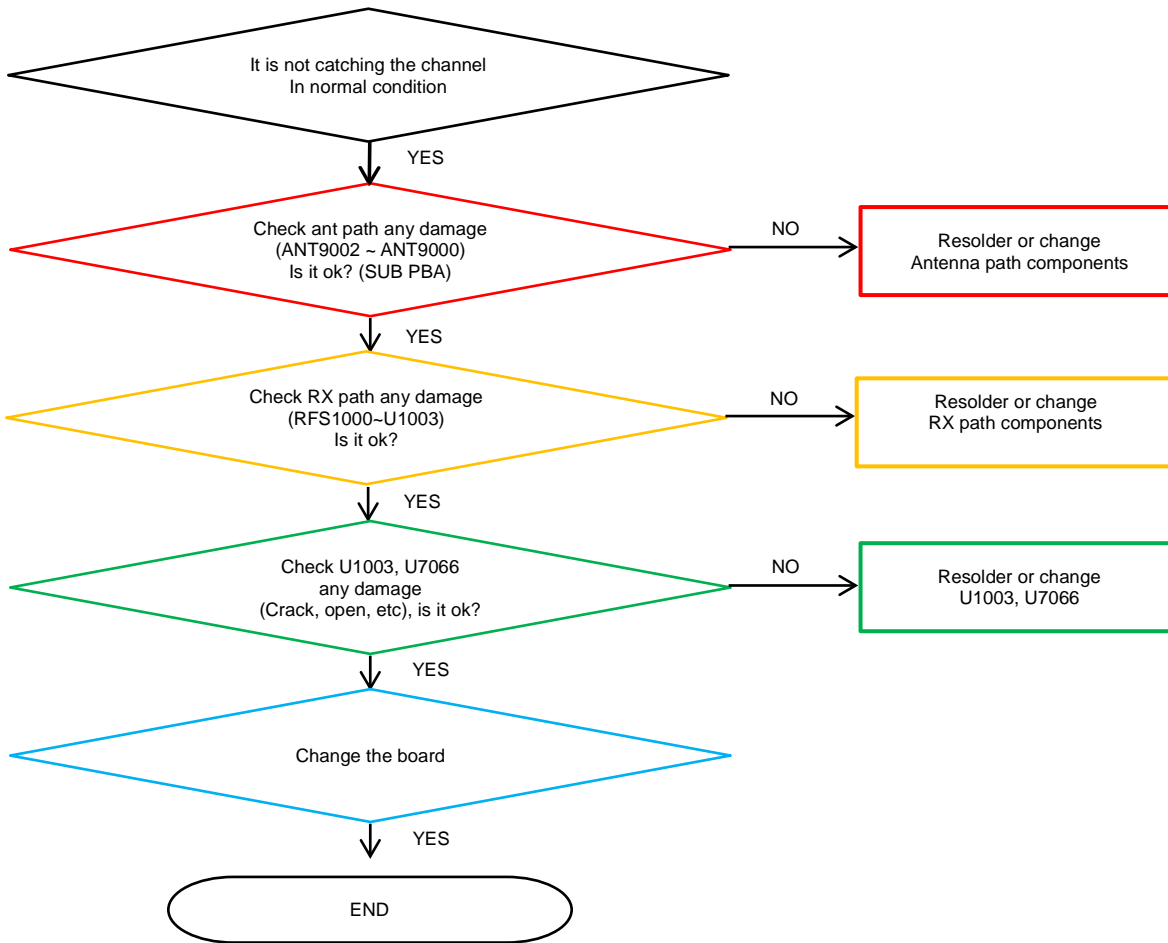 It is not catching the channel
In normal condition
YES
Check ant path any damage
(ANT9002 ~ ANT9000)
Is it ok? (SUB PBA)
NO
Resolder or change
Antenna path components
YES
Check RX path any damage
(RFS1000~U1003)
Is it ok?
NO
Resolder or change
RX path components
YES
Check U1003, U7066
any damage
(Crack, open, etc), is it ok?
NO
Resolder or change
U1003, U7066
YES
Change the board
YES
END